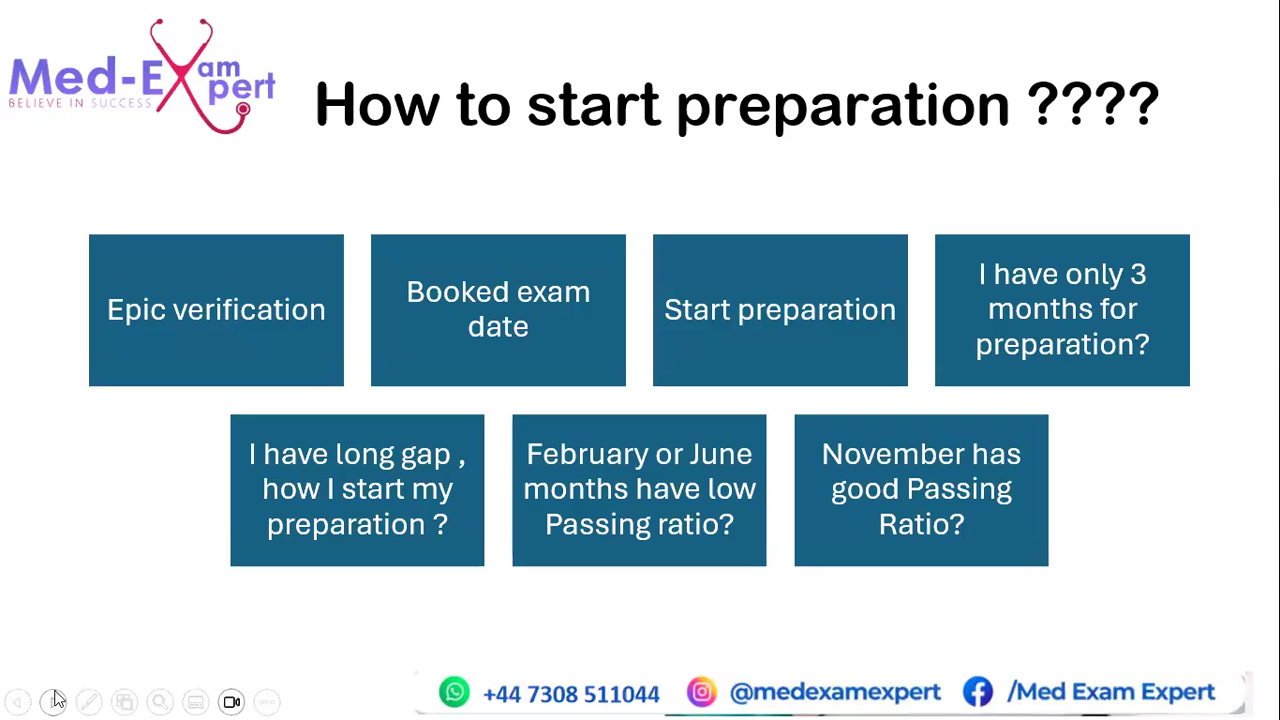 Med-Exam Expert
BELIEVE IN SUCCESS
How to start preparation ????
Epic verification
Booked exam
date
Start preparation
I have only 3
months for
preparation?
I have long gap ,
how I start my
preparation ?
February or June
months have low
Passing ratio?
November has
good Passing
Ratio?
+44 7308 511044
@medexamexpert
/Med Exam Expert